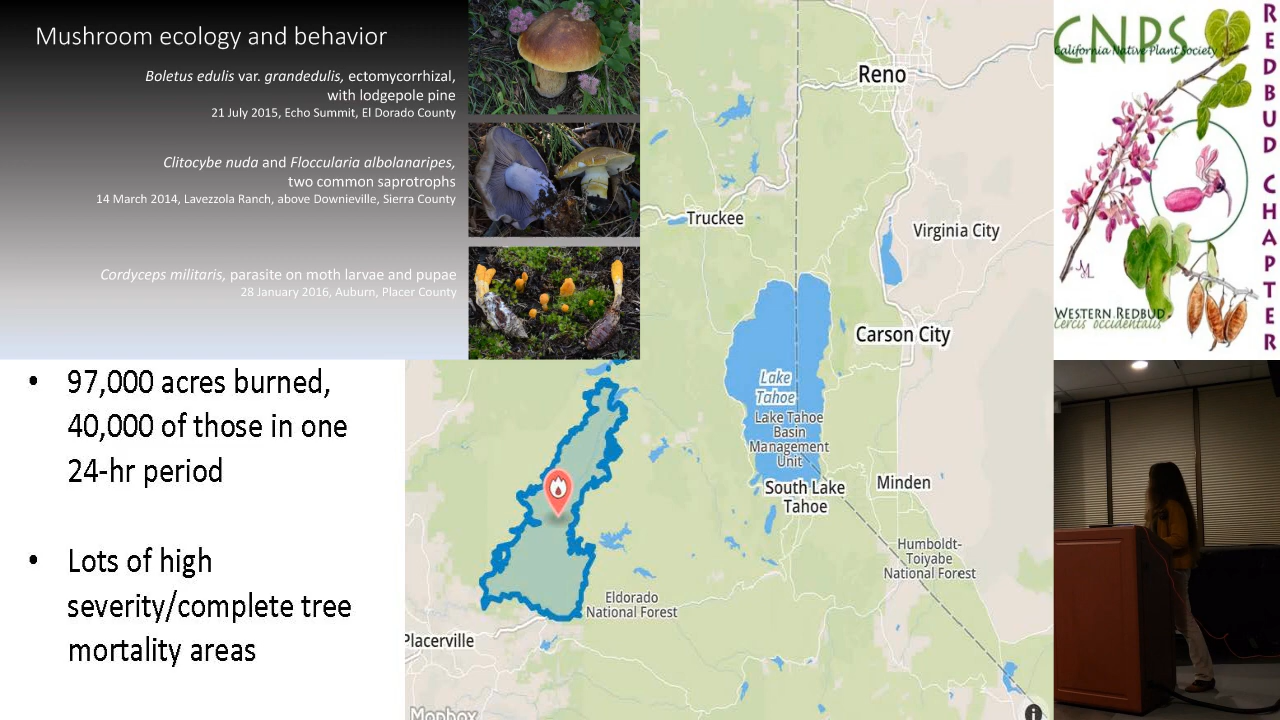 Mushroom ecology and behavior
Boletus edulis var. grandedulis, ectomycorrhizal,
with lodgepole pine
21 July 2015, Echo Summit, El Dorado County
Clitocybe nuda and Floccularia albolanaripes,
two common saprotrophs
14 March 2014, Lavezzola Ranch, above Downieville, Sierra County
Cordyceps militaris, parasite on moth larvae and pupae
28 January 2016, Auburn, Placer County
• 97,000 acres burned,
40,000 of those in one
24-hr period
• Lots of high
severity/complete tree
mortality areas
Reno
Truckee
Virginia City
Carson City
Lake
Tahoe
Lake Tahoe
Basin
Management
Unit
South Lake
Tahoe
Minden
Humboldt-
Toiyabe
National Forest
Eldorado
National Forest
Placerville
Mapbox
i
CNPS
California Native Plant Society
REDBUD CHAPTER
WESTERN REDBUD
Cercis occidentalis